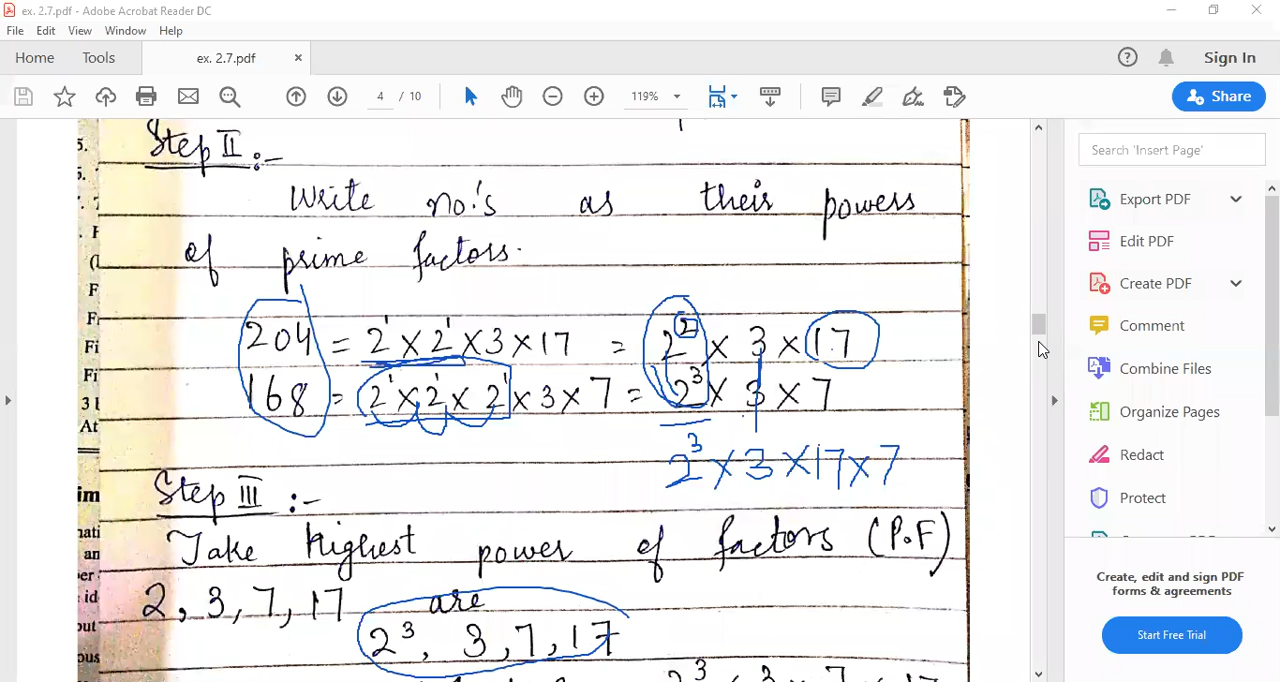 ex. 2.7.pdf - Adobe Acrobat Reader DC
File Edit View Window Help
Home Tools ex. 2.7.pdf × Sign In
4 / 10 119% Share
Step II :-
Write no's as their powers
of prime factors.
204 = 2¹ × 2¹ × 3 × 17 = 2² × 3 × 17
168 = 2¹ × 2¹ × 2¹ × 3 × 7 = 2³ × 3 × 7
2³ × 3 × 17 × 7
Step III :-
Take highest power of factors (P.F)
2, 3, 7, 17 are
2³, 3, 7, 17
Search 'Insert Page'
Export PDF
Edit PDF
Create PDF
Comment
Combine Files
Organize Pages
Redact
Protect
Create, edit and sign PDF
forms & agreements
Start Free Trial